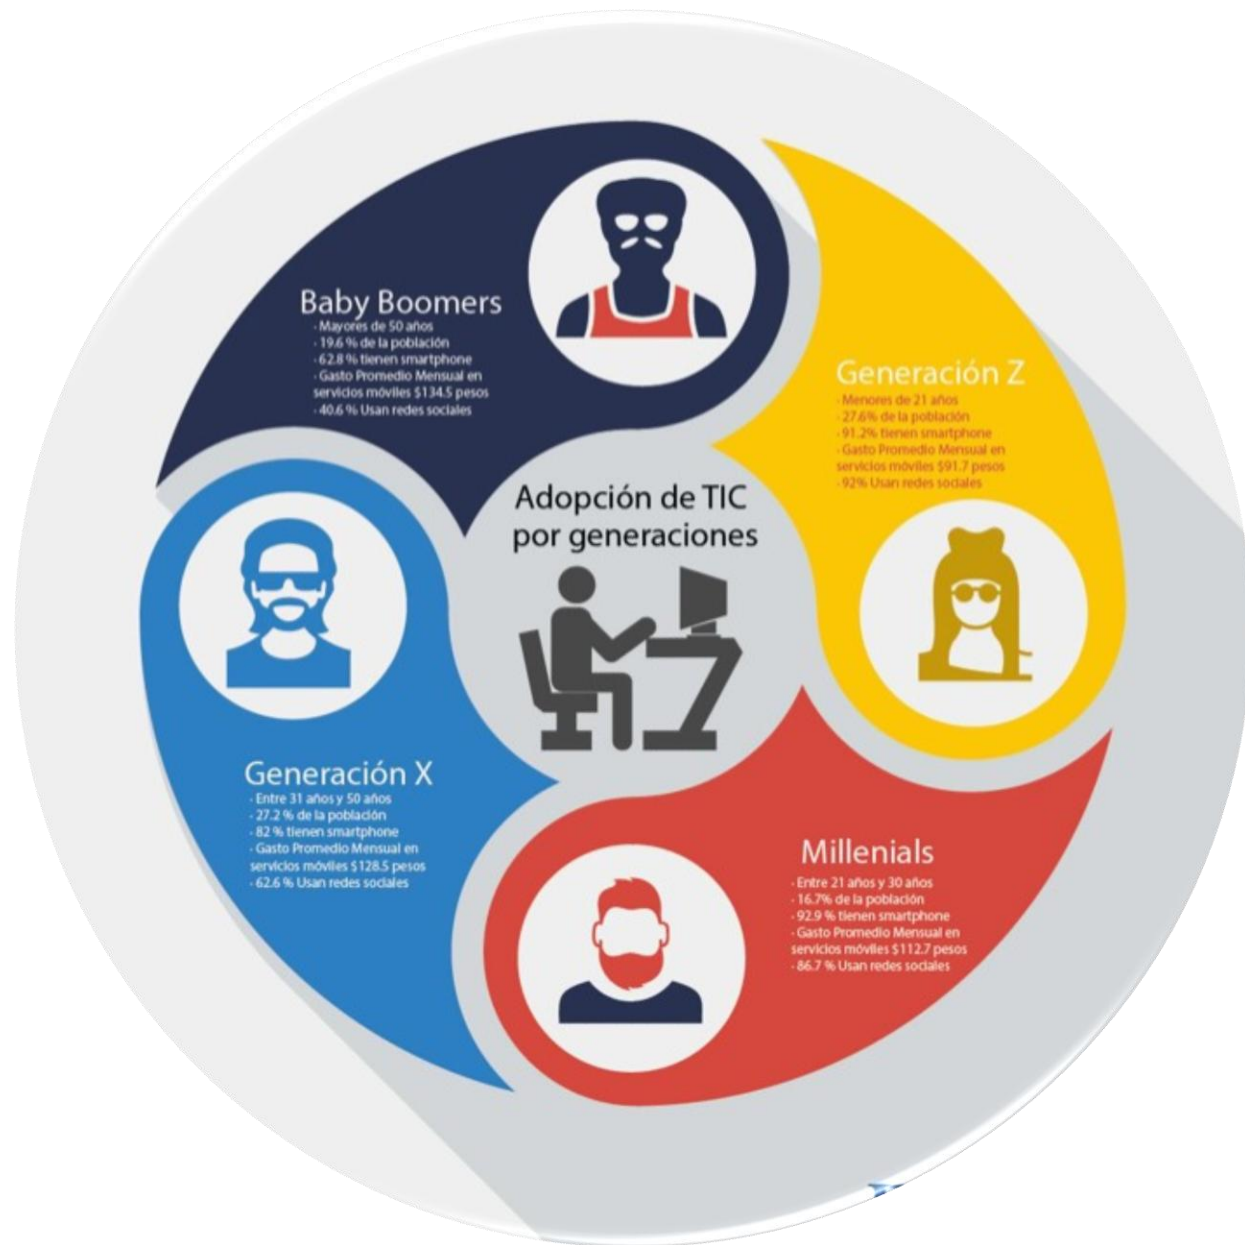 Adopción de TIC
por generaciones
Baby Boomers
- Mayores de 50 años
- 19.6 % de la población
- 62.8 % tienen smartphone
- Gasto Promedio Mensual en
servicios móviles $134.5 pesos
- 40.6 % Usan redes sociales
Generación Z
- Menores de 21 años
- 27.6% de la población
- 91.2% tienen smartphone
- Gasto Promedio Mensual en
servicios móviles $91.7 pesos
- 92% Usan redes sociales
Generación X
- Entre 31 años y 50 años
- 27.2 % de la población
- 82 % tienen smartphone
- Gasto Promedio Mensual en
servicios móviles $128.5 pesos
- 62.6 % Usan redes sociales
Millenials
- Entre 21 años y 30 años
- 16.7% de la población
- 92.9 % tienen smartphone
- Gasto Promedio Mensual en
servicios móviles $112.7 pesos
- 86.7 % Usan redes sociales